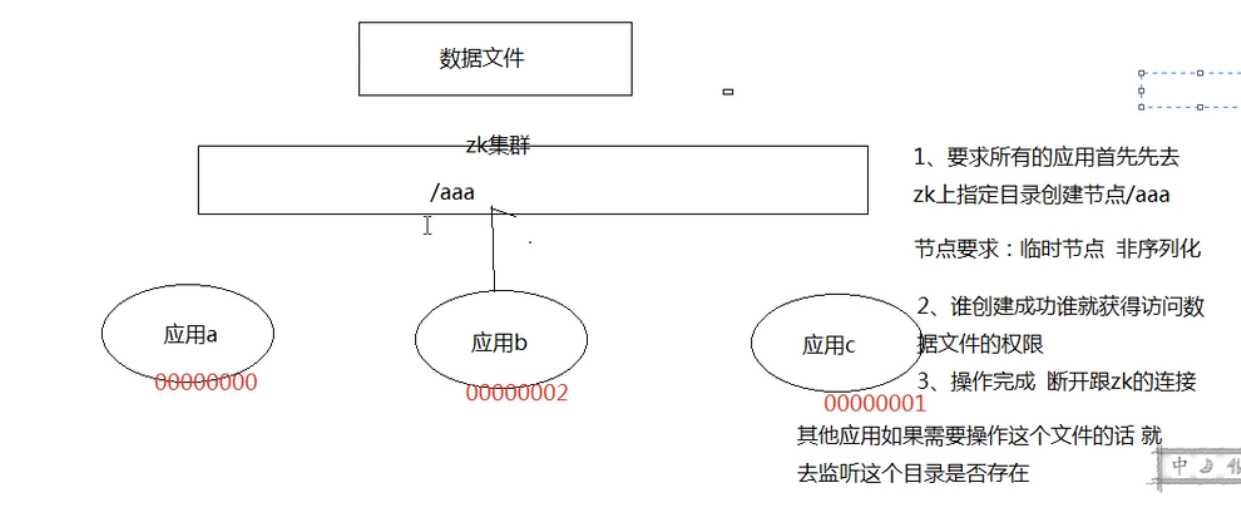 数据文件
zk集群
/aaa
应用a
00000000
应用b
00000002
应用c
00000001
1、要求所有的应用首先先去
zk上指定目录创建节点/aaa
节点要求：临时节点 非序列化
2、谁创建成功谁就获得访问数
据文件的权限
3、操作完成 断开跟zk的连接
其他应用如果需要操作这个文件的话 就
去监听这个目录是否存在
中